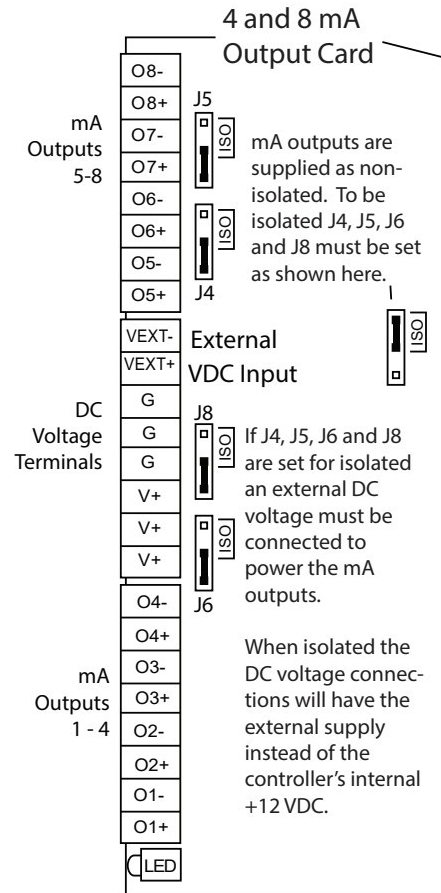 4 and 8 mA
Output Card
O8-
O8+
O7-
O7+
O6-
O6+
O5-
O5+
mA
Outputs
5-8
J5
ISO
ISO
J4
mA outputs are
supplied as non-
isolated. To be
isolated J4, J5, J6
and J8 must be set
as shown here.
ISO
VEXT-
VEXT+
External
VDC Input
G
G
G
V+
V+
V+
DC
Voltage
Terminals
J8
ISO
ISO
J6
If J4, J5, J6 and J8
are set for isolated
an external DC
voltage must be
connected to
power the mA
outputs.
O4-
O4+
O3-
O3+
O2-
O2+
O1-
O1+
mA
Outputs
1 - 4
When isolated the
DC voltage connec-
tions will have the
external supply
instead of the
controller's internal
+12 VDC.
LED